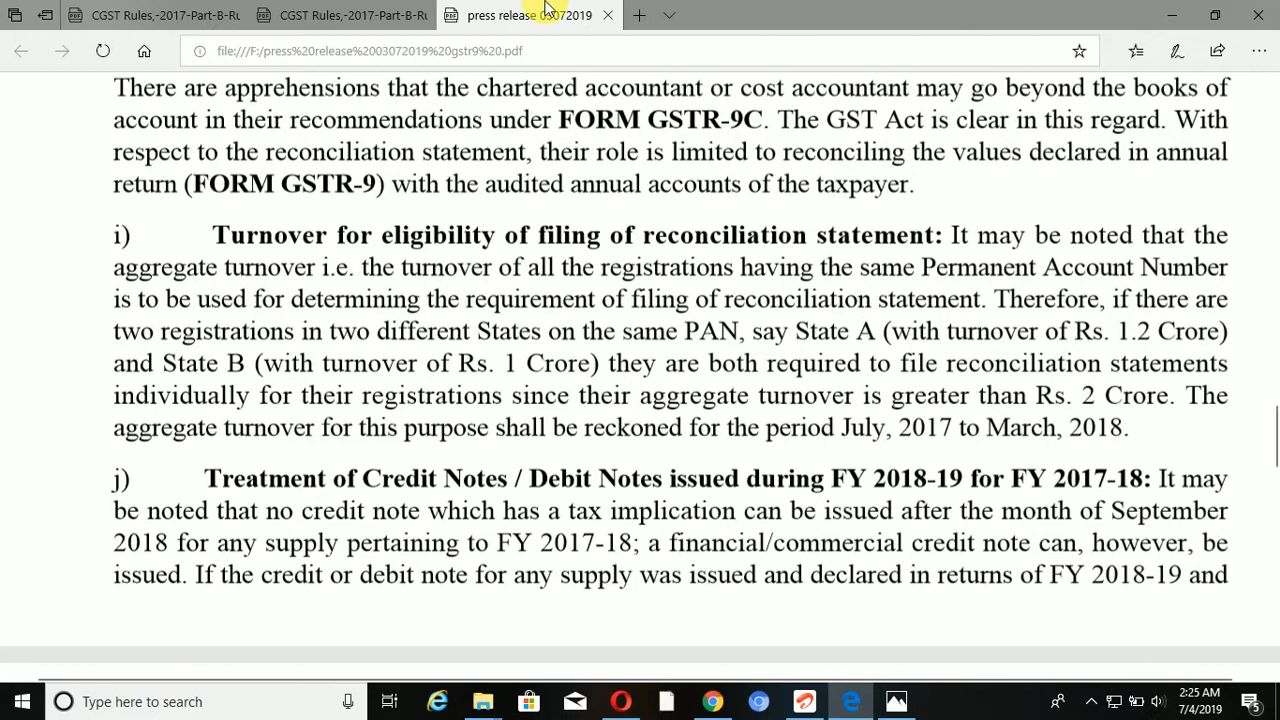 CGST Rules,-2017-Part-B-Ru
CGST Rules,-2017-Part-B-Ru
press release 03072019
file:///F:/press%20release%2003072019%20gstr9%20.pdf
There are apprehensions that the chartered accountant or cost accountant may go beyond the books of
account in their recommendations under FORM GSTR-9C. The GST Act is clear in this regard. With
respect to the reconciliation statement, their role is limited to reconciling the values declared in annual
return (FORM GSTR-9) with the audited annual accounts of the taxpayer.
i) Turnover for eligibility of filing of reconciliation statement: It may be noted that the
aggregate turnover i.e. the turnover of all the registrations having the same Permanent Account Number
is to be used for determining the requirement of filing of reconciliation statement. Therefore, if there are
two registrations in two different States on the same PAN, say State A (with turnover of Rs. 1.2 Crore)
and State B (with turnover of Rs. 1 Crore) they are both required to file reconciliation statements
individually for their registrations since their aggregate turnover is greater than Rs. 2 Crore. The
aggregate turnover for this purpose shall be reckoned for the period July, 2017 to March, 2018.
j) Treatment of Credit Notes / Debit Notes issued during FY 2018-19 for FY 2017-18: It may
be noted that no credit note which has a tax implication can be issued after the month of September
2018 for any supply pertaining to FY 2017-18; a financial/commercial credit note can, however, be
issued. If the credit or debit note for any supply was issued and declared in returns of FY 2018-19 and
Type here to search
2:25 AM
7/4/2019
5